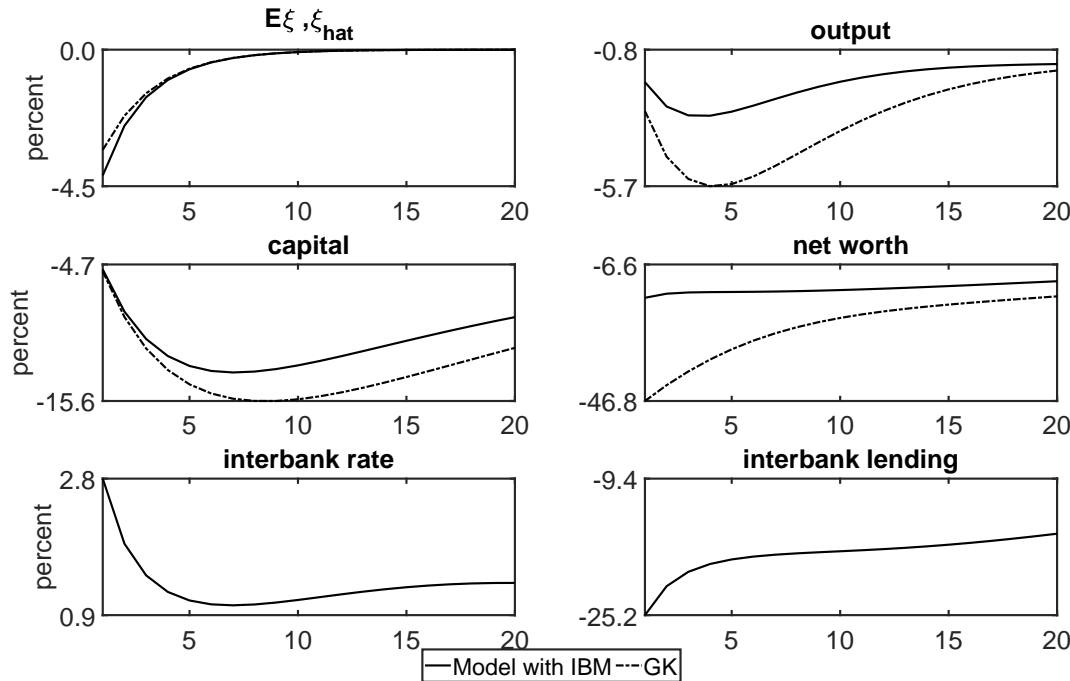 Eξ ,ξ_hat
output
percent
0.0
-4.5
5 10 15 20
-0.8
-5.7
5 10 15 20
capital
net worth
percent
-4.7
-15.6
5 10 15 20
-6.6
-46.8
5 10 15 20
interbank rate
interbank lending
percent
2.8
0.9
5 10 15 20
-9.4
-25.2
5 10 15 20
Model with IBM GK